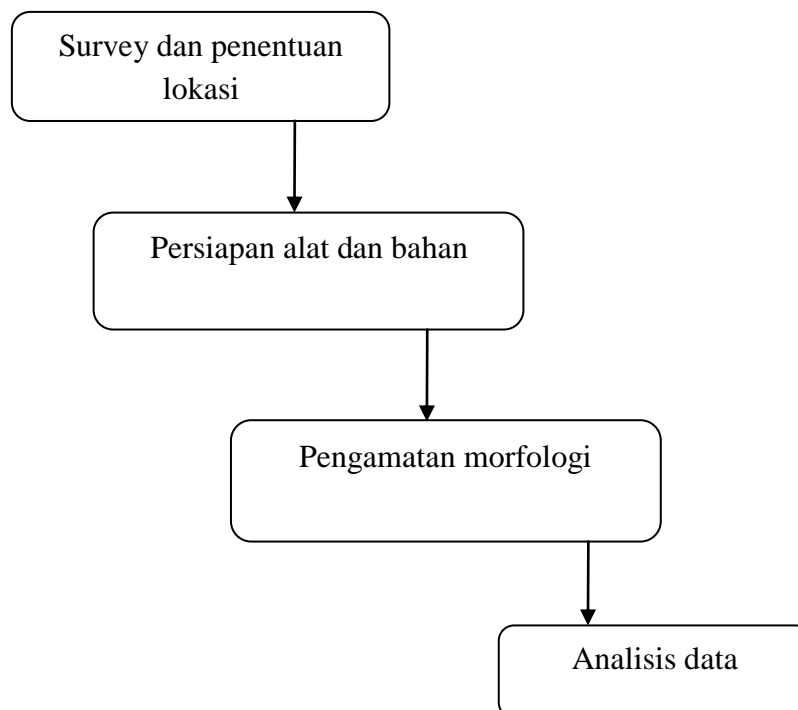 Survey dan penentuan
lokasi
Persiapan alat dan bahan
Pengamatan morfologi
Analisis data